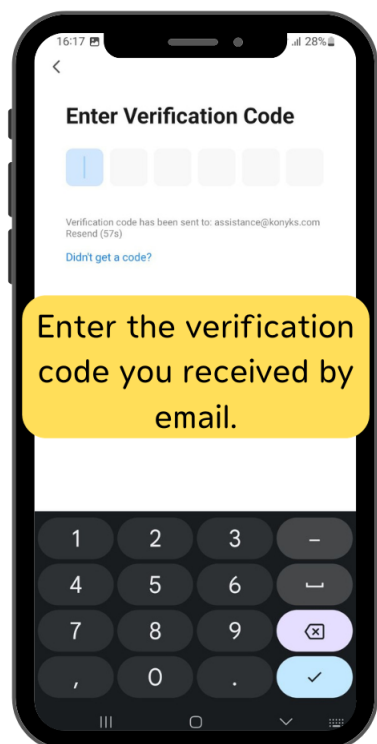 16:17 28%
Enter Verification Code
Verification code has been sent to: assistance@konyks.com
Resend (57s)
Didn't get a code?
Enter the verification
code you received by
email.
1 2 3 –
4 5 6
7 8 9
, 0 .